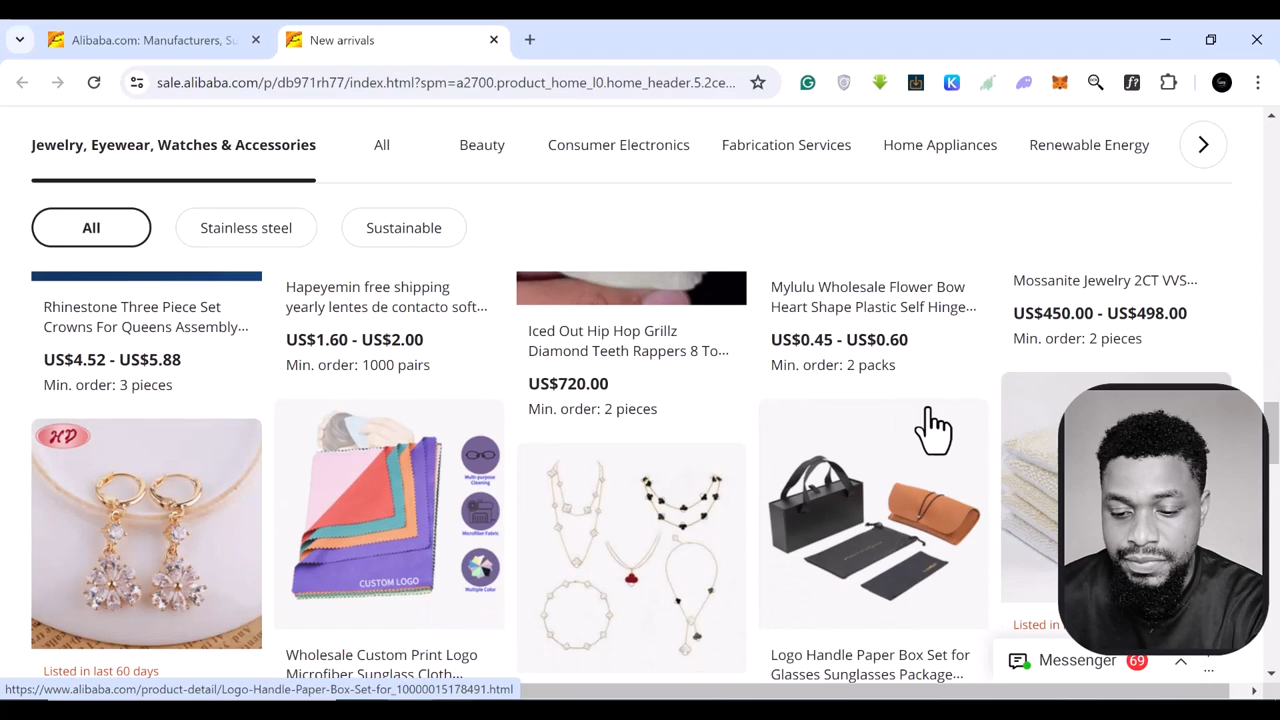 Alibaba.com: Manufacturers, Su
New arrivals
sale.alibaba.com/p/db971rh77/index.html?spm=a2700.product_home_l0.home_header.5.2ce...
Jewelry, Eyewear, Watches & Accessories
All
Beauty
Consumer Electronics
Fabrication Services
Home Appliances
Renewable Energy
All
Stainless steel
Sustainable
Rhinestone Three Piece Set
Crowns For Queens Assembly...
US$4.52 - US$5.88
Min. order: 3 pieces
Hapeyemin free shipping
yearly lentes de contacto soft...
US$1.60 - US$2.00
Min. order: 1000 pairs
Iced Out Hip Hop Grillz
Diamond Teeth Rappers 8 To...
US$720.00
Min. order: 2 pieces
Mylulu Wholesale Flower Bow
Heart Shape Plastic Self Hinge...
US$0.45 - US$0.60
Min. order: 2 packs
Mossanite Jewelry 2CT VVS...
US$450.00 - US$498.00
Min. order: 2 pieces
HD
Listed in last 60 days
Multi-purpose
Cleaning
Microfiber Fabric
Multiple Color
CUSTOM LOGO
Wholesale Custom Print Logo
Microfiber Sunglass Cloth...
Logo Handle Paper Box Set for
Glasses Sunglasses Package...
Listed in
Messenger 69
https://www.alibaba.com/product-detail/Logo-Handle-Paper-Box-Set-for_10000015178491.html